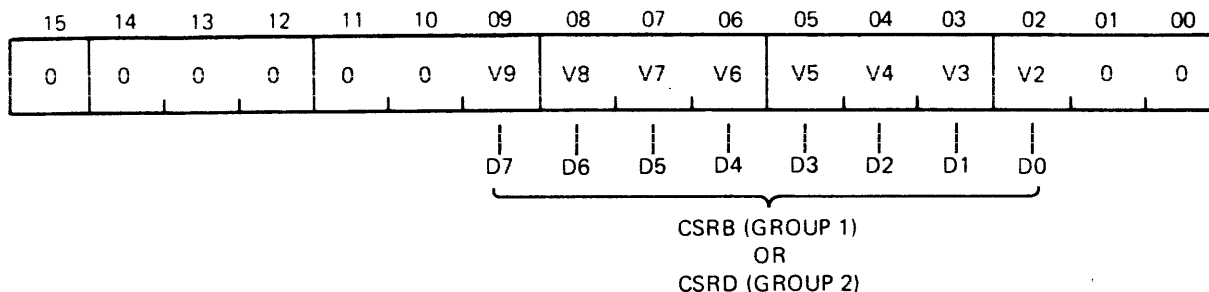 15 14 13 12 11 10 09 08 07 06 05 04 03 02 01 00
0 0 0 0 0 0 V9 V8 V7 V6 V5 V4 V3 V2 0 0
D7 D6 D5 D4 D3 D2 D1 D0
CSRB (GROUP 1)
OR
CSRD (GROUP 2)